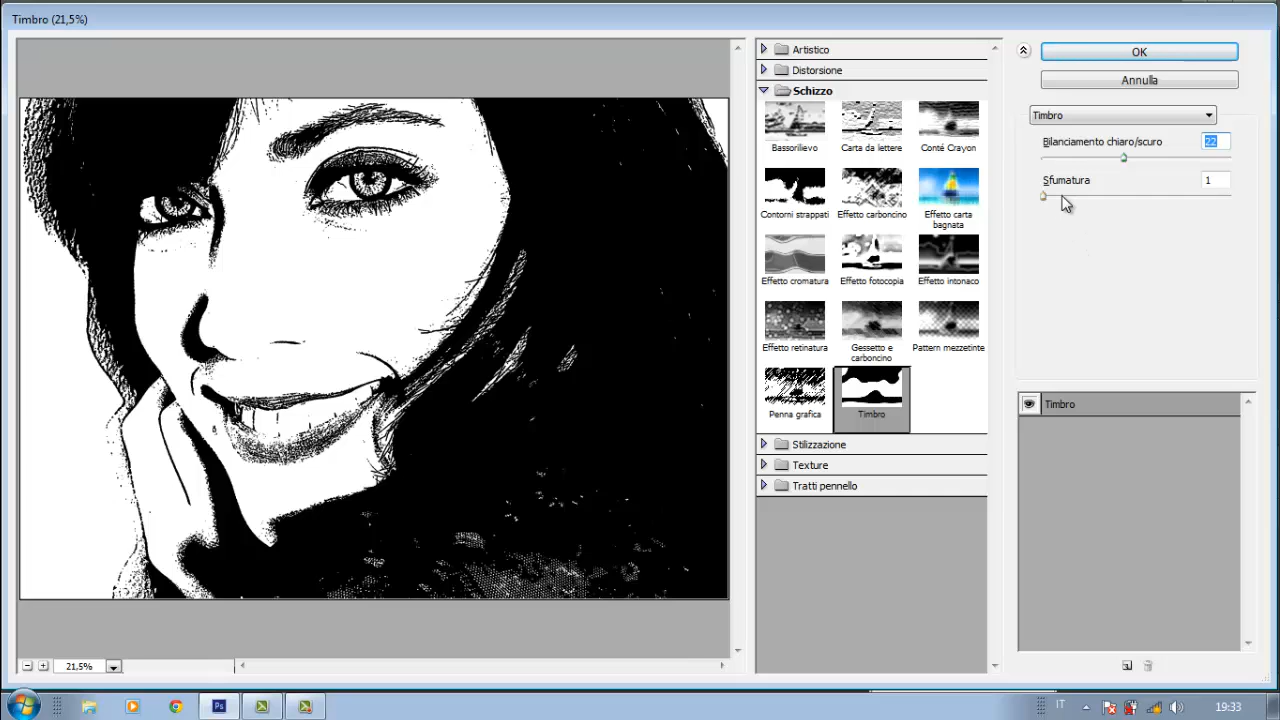 Timbro (21,5%)
Artistico
Distorsione
Schizzo
Bassorilievo
Carta da lettere
Conté Crayon
Contorni strappati
Effetto carboncino
Effetto carta
bagnata
Effetto cromatura
Effetto fotocopia
Effetto intonaco
Effetto retinatura
Gessetto e
carboncino
Pattern mezzetinte
Penna grafica
Timbro
Stilizzazione
Texture
Tratti pennello
OK
Annulla
Timbro
Bilanciamento chiaro/scuro
22
Sfumatura
1
Timbro
21,5%
Ps
IT
19:33